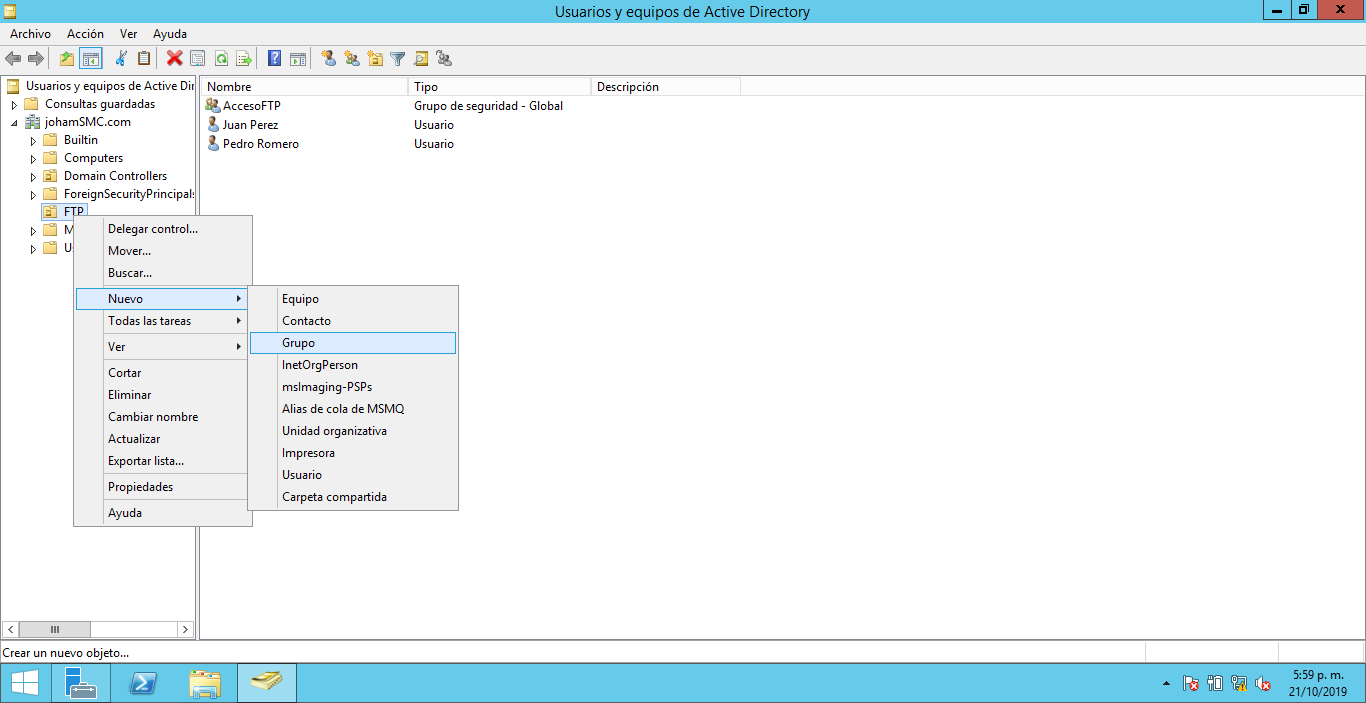 Usuarios y equipos de Active Directory
Archivo Acción Ver Ayuda
Usuarios y equipos de Active Dir
Consultas guardadas
johamSMC.com
Builtin
Computers
Domain Controllers
ForeignSecurityPrincipals
FTP
M
U
Nombre Tipo Descripción
AccesoFTP Grupo de seguridad - Global
Juan Perez Usuario
Pedro Romero Usuario
Delegar control...
Mover...
Buscar...
Nuevo
Todas las tareas
Ver
Cortar
Eliminar
Cambiar nombre
Actualizar
Exportar lista...
Propiedades
Ayuda
Equipo
Contacto
Grupo
InetOrgPerson
msImaging-PSPs
Alias de cola de MSMQ
Unidad organizativa
Impresora
Usuario
Carpeta compartida
Crear un nuevo objeto...
5:59 p. m.
21/10/2019